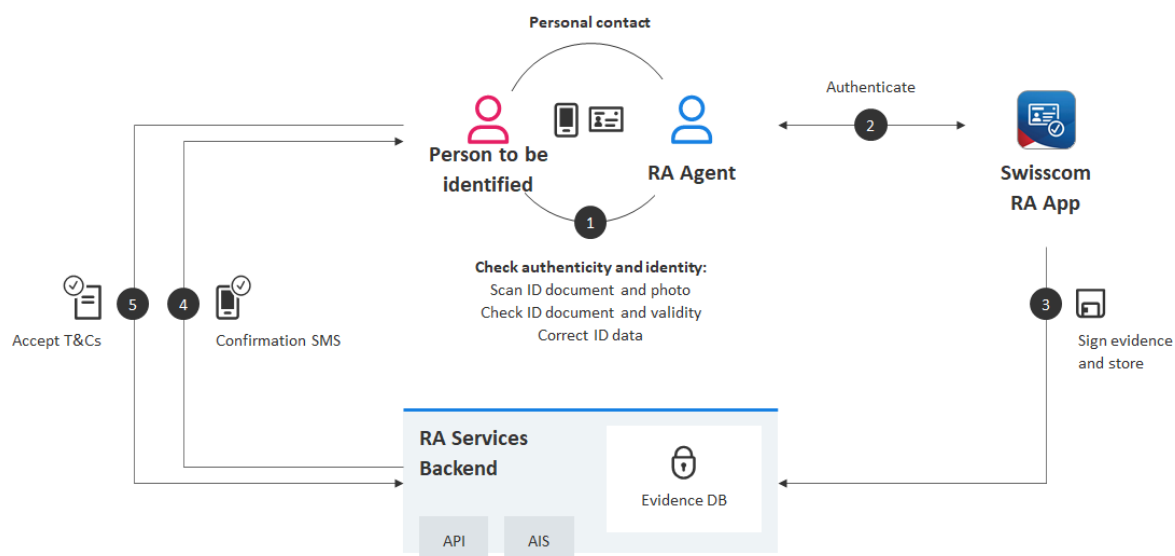 Personal contact
Authenticate
2
Person to be
identified
RA Agent
Swisscom
RA App
1
Check authenticity and identity:
Scan ID document and photo
Check ID document and validity
Correct ID data
5
4
3
Accept T&Cs
Confirmation SMS
Sign evidence
and store
RA Services
Backend
Evidence DB
API
AIS